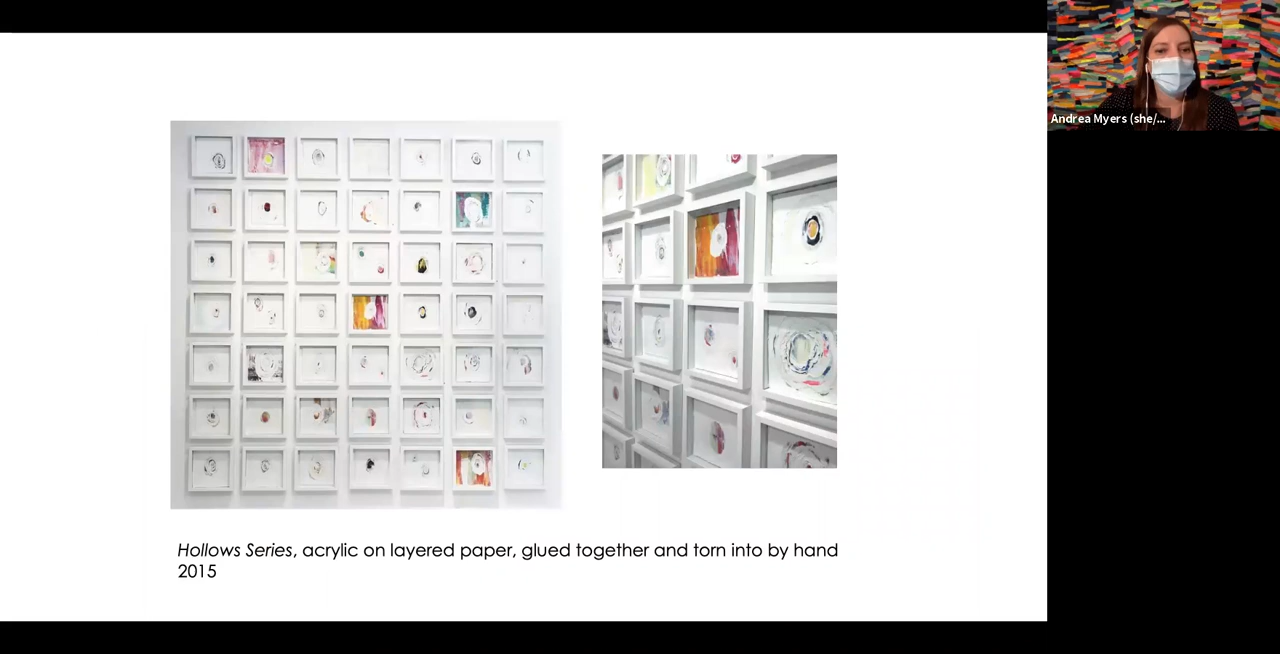 Andrea Myers (she/...
Hollows Series, acrylic on layered paper, glued together and torn into by hand
2015